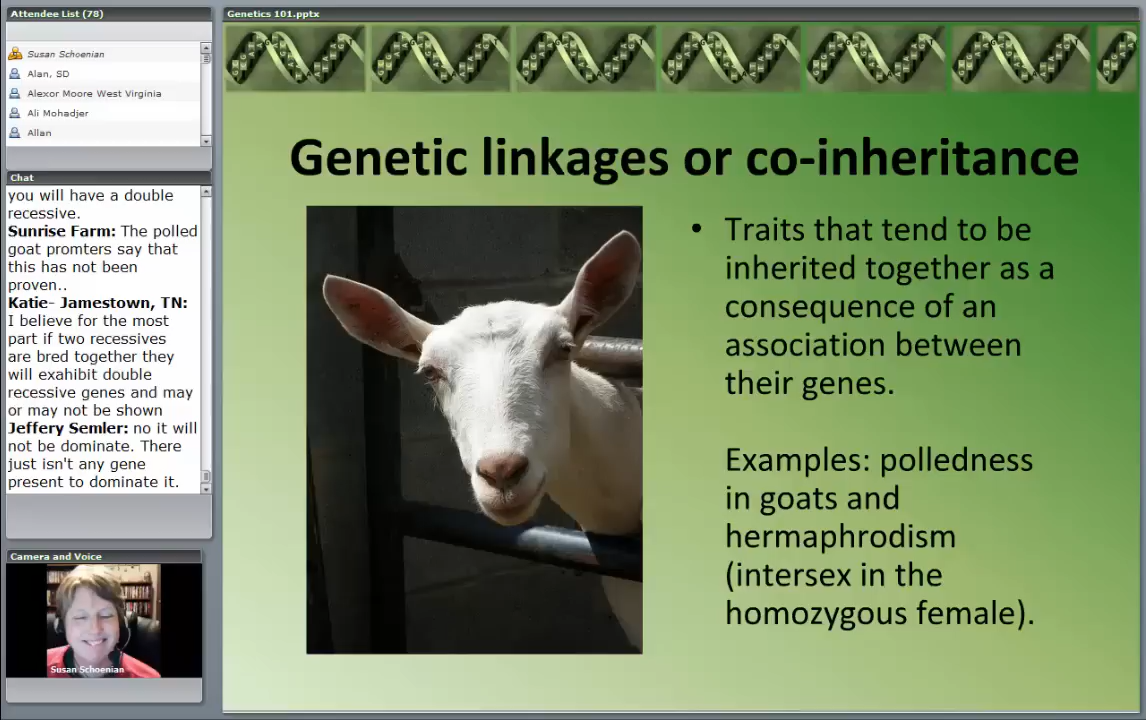 Attendee List (78)
Susan Schoenian
Alan, SD
Alexor Moore West Virginia
Ali Mohadjer
Allan
Chat
you will have a double
recessive.
Sunrise Farm: The polled
goat promters say that
this has not been
proven..
Katie- Jamestown, TN:
I believe for the most
part if two recessives
are bred together they
will exahibit double
recessive genes and may
or may not be shown
Jeffery Semler: no it will
not be dominate. There
just isn't any gene
present to dominate it.
Camera and Voice
Susan Schoenian
Genetics 101.pptx
Genetic linkages or co-inheritance
• Traits that tend to be
inherited together as a
consequence of an
association between
their genes.
Examples: polledness
in goats and
hermaphrodism
(intersex in the
homozygous female).